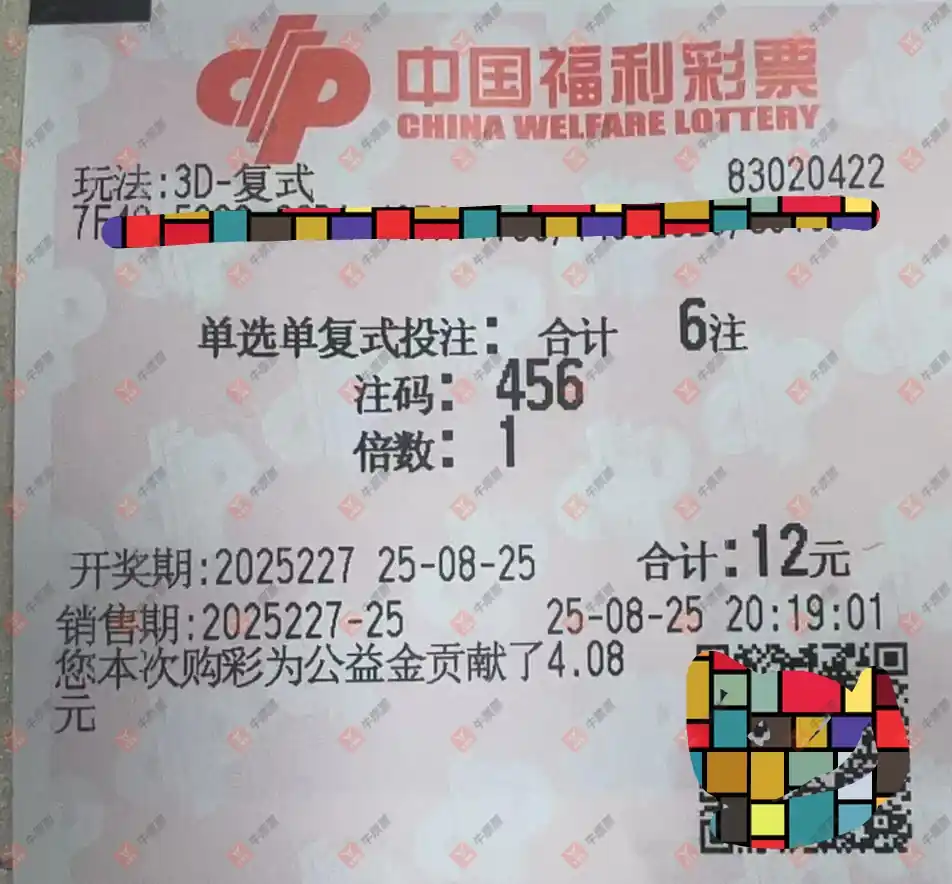 中国福利彩票
CHINA WELFARE LOTTERY
玩法:3D-复式 83020422
单选单复式投注: 合计 6注
注码: 456
倍数: 1
开奖期:2025227 25-08-25 合计:12元
销售期:2025227-25 25-08-25 20:19:01
您本次购彩为公益金贡献了4.08
元